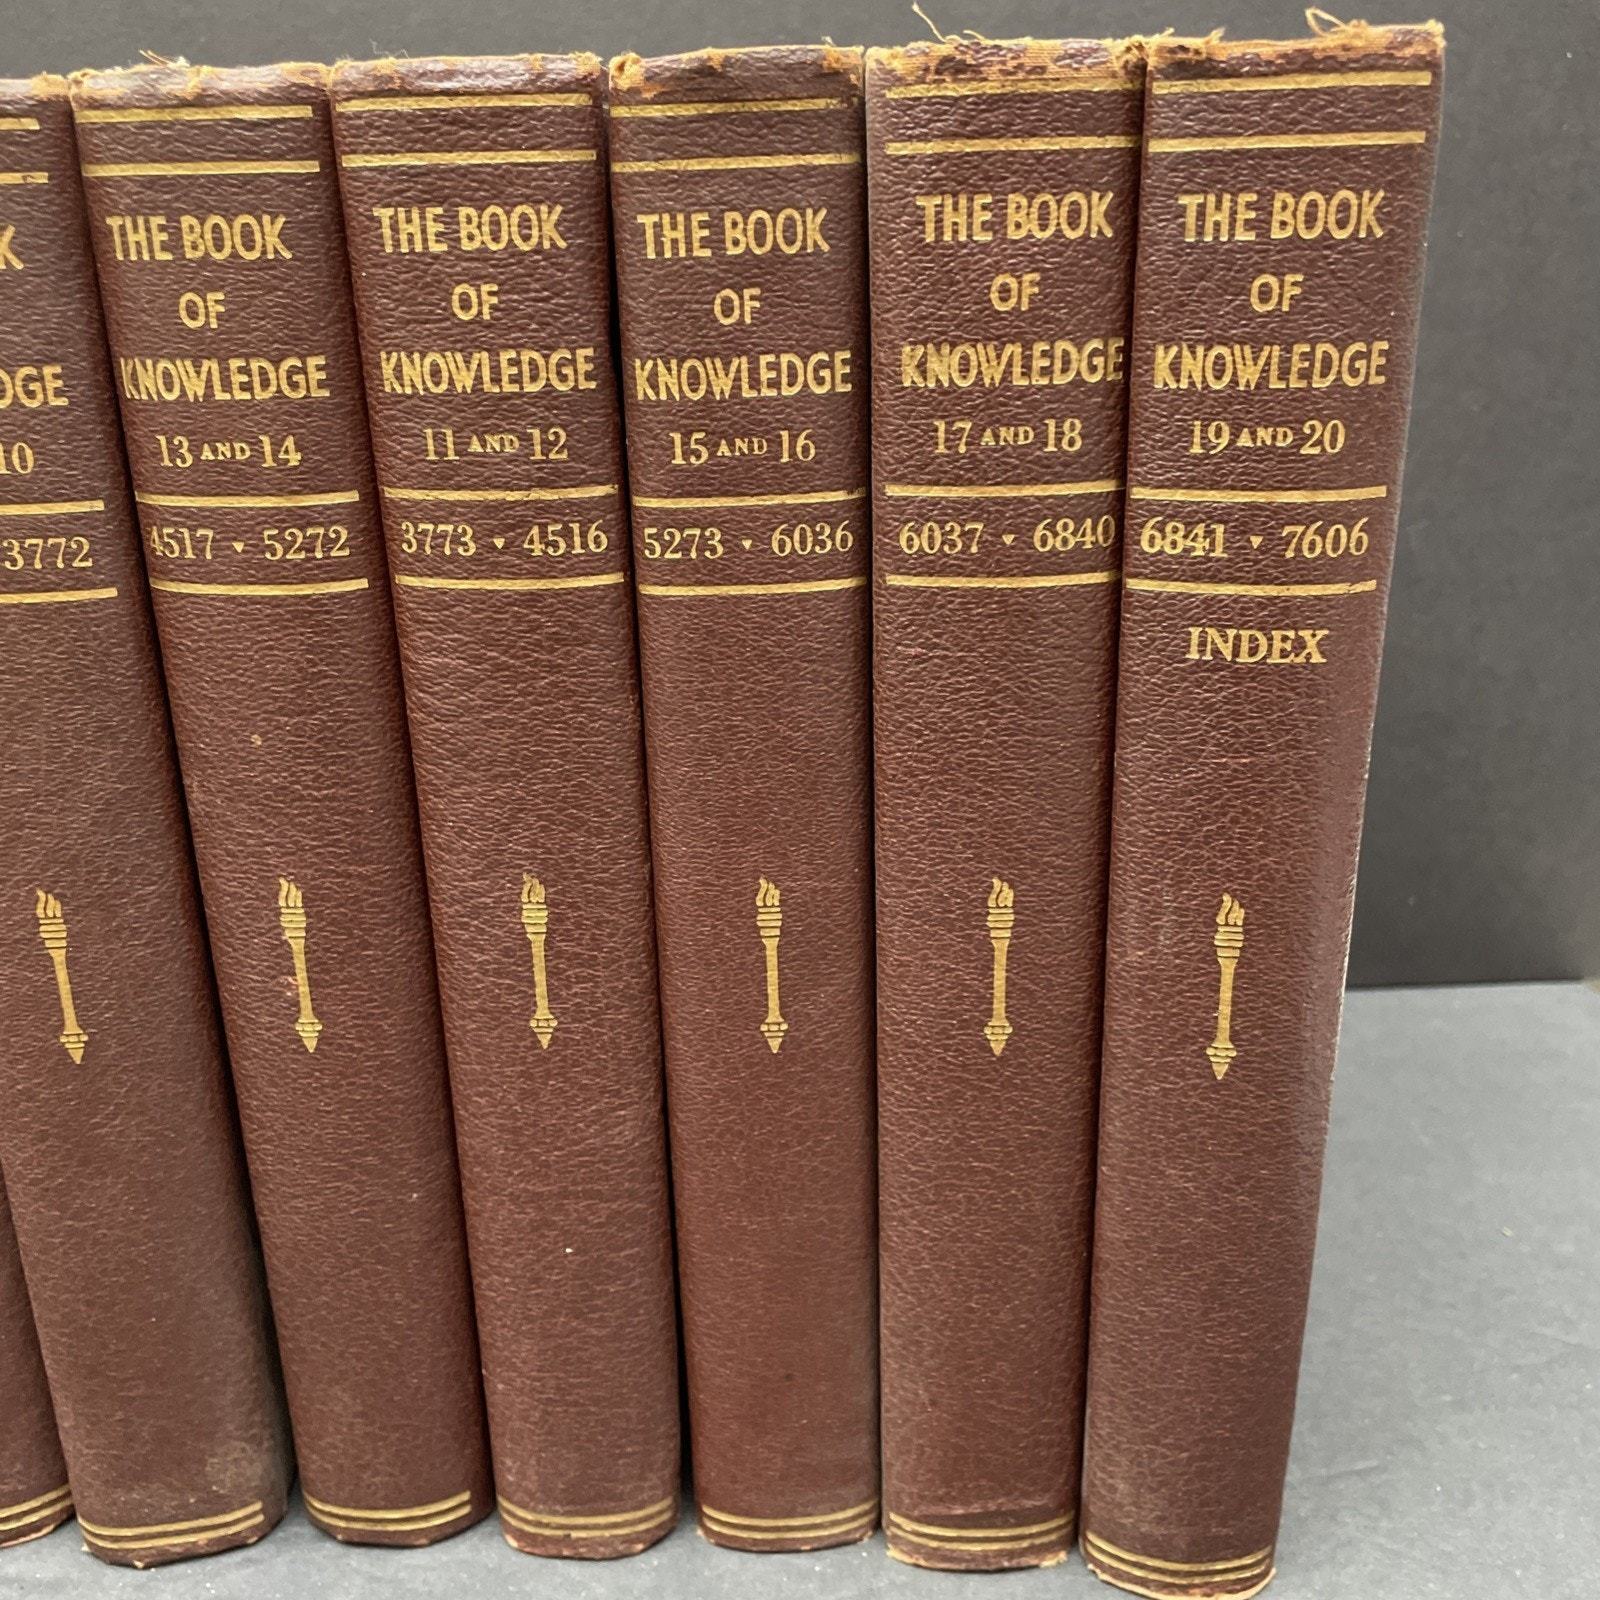 K
DGE
10
3772
THE BOOK
OF
KNOWLEDGE
13 AND 14
4517 ▾ 5272
THE BOOK
OF
KNOWLEDGE
11 AND 12
3773 ▾ 4516
THE BOOK
OF
KNOWLEDGE
15 AND 16
5273 ▾ 6036
THE BOOK
OF
KNOWLEDGE
17 AND 18
6037 ▾ 6840
THE BOOK
OF
KNOWLEDGE
19 AND 20
6841 ▾ 7606
INDEX